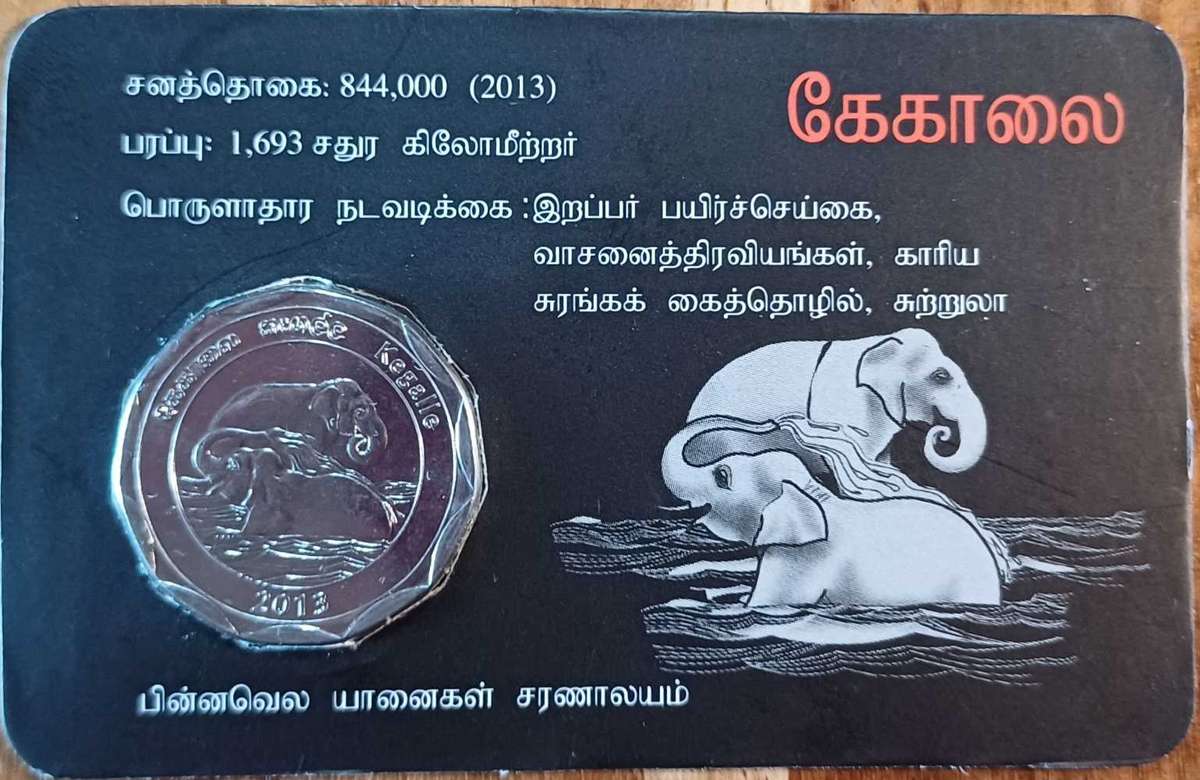 கேகாலை
சனத்தொகை: 844,000 (2013)
பரப்பு: 1,693 சதுர கிலோமீற்றர்
பொருளாதார நடவடிக்கை : இறப்பர் பயிர்ச்செய்கை,
வாசனைத்திரவியங்கள், காரிய
சுரங்கக் கைத்தொழில், சுற்றுலா
Kegalle
2013
பின்னவெல யானைகள் சரணாலயம்